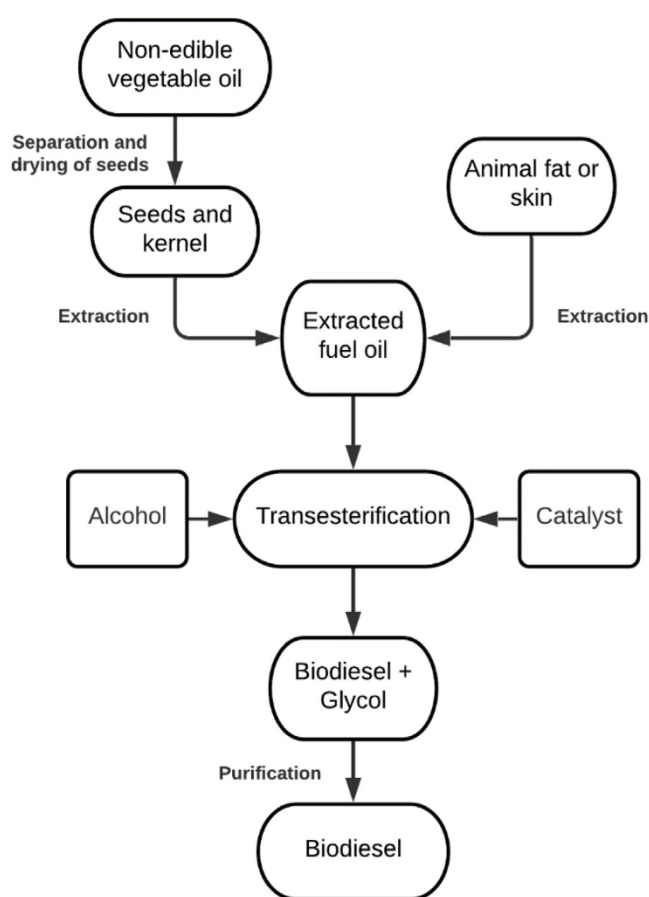 Non-edible
vegetable oil
Separation and
drying of seeds
Animal fat or
skin
Seeds and
kernel
Extraction
Extracted
fuel oil
Extraction
Alcohol
Transesterification
Catalyst
Biodiesel +
Glycol
Purification
Biodiesel